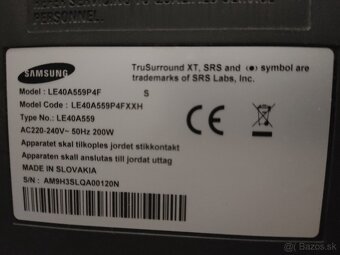 PERSONNEL.
SAMSUNG
TruSurround XT, SRS and (●) symbol are
trademarks of SRS Labs, Inc.
Model : LE40A559P4F S
Model Code : LE40A559P4FXXH
Type No.: LE40A559
AC220-240V~ 50Hz 200W
Apparatet skal tilkoples jordet stikkontakt
Apparaten skall anslutas till jordat uttag
MADE IN SLOVAKIA
S/N : AM9H3SLQA00120N
Bazos.sk